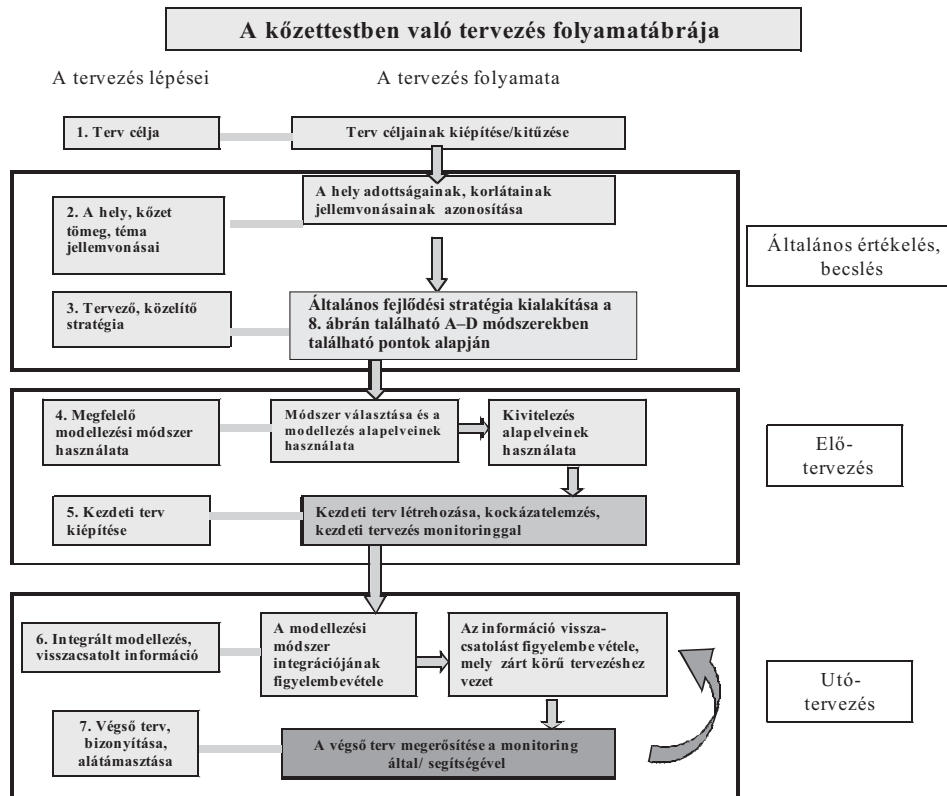 A kőzettestben való tervezés folyamatábrája
A tervezés lépései
A tervezés folyamata
1. Terv célja
Terv céljainak kiépítése/kitűzése
A hely adottságainak, korlátainak
jellemvonásainak azonosítása
2. A hely, kőzet
tömeg, téma
jellemvonásai
Általános értékelés,
becslés
3. Tervező, közelítő
stratégia
Általános fejlődési stratégia kialakítása a
8. ábrán található A–D módszerekben
található pontok alapján
4. Megfelelő
modellezési módszer
használata
Módszer választása és a
modellezés alapelveinek
használata
Kivitelezés
alapelveinek
használata
Elő-
tervezés
5. Kezdeti terv
kiépítése
Kezdeti terv létrehozása, kockázatelemzés,
kezdeti tervezés monitoringgal
6. Integrált modellezés,
visszacsatolt információ
A modellezési
módszer
integrációjának
figyelembevétele
Az információ vissza-
csatolást figyelembe vétele,
mely zárt körű tervezéshez
vezet
Utó-
tervezés
7. Végső terv,
bizonyítása,
alátámasztása
A végső terv megerősítése a monitoring
által/ segítségével